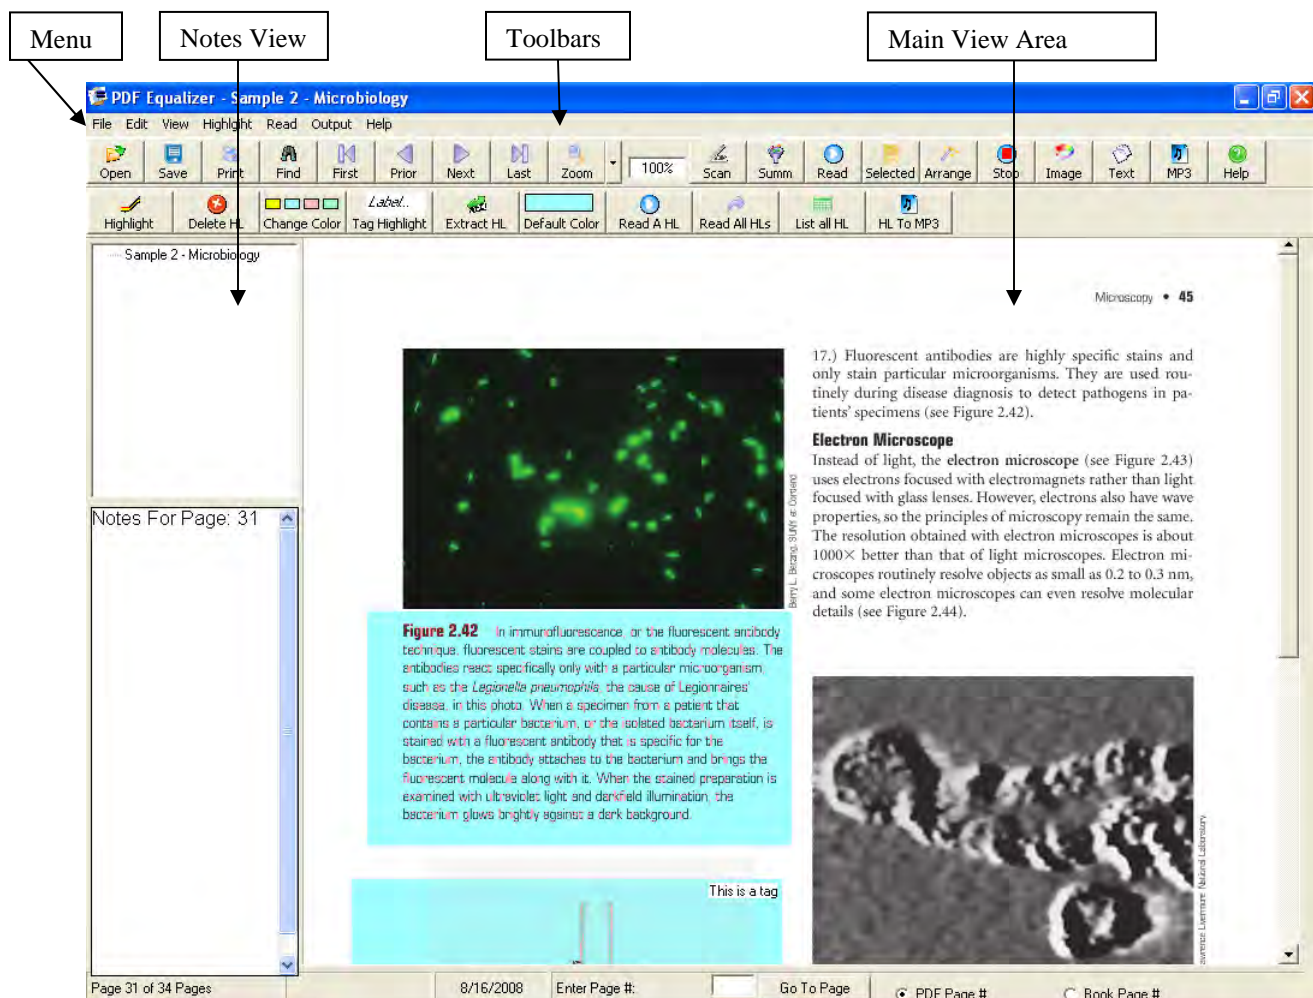 Menu
Notes View
Toolbars
Main View Area
PDF Equalizer - Sample 2 - Microbiology
File Edit View Highlight Read Output Help
Open Save Print Find First Prior Next Last Zoom 100% Scan Summ Read Selected Arrange Stop Image Text MP3 Help
Label..
Highlight Delete HL Change Color Tag Highlight Extract HL Default Color Read A HL Read All HLs List all HL HL To MP3
Sample 2 - Microbiology
Notes For Page: 31
Microscopy • 45
17.) Fluorescent antibodies are highly specific stains and
only stain particular microorganisms. They are used rou-
tinely during disease diagnosis to detect pathogens in pa-
tients' specimens (see Figure 2.42).
Electron Microscope
Instead of light, the electron microscope (see Figure 2.43)
uses electrons focused with electromagnets rather than light
focused with glass lenses. However, electrons also have wave
properties, so the principles of microscopy remain the same.
The resolution obtained with electron microscopes is about
1000× better than that of light microscopes. Electron mi-
croscopes routinely resolve objects as small as 0.2 to 0.3 nm,
and some electron microscopes can even resolve molecular
details (see Figure 2.44).
Figure 2.42 In immunofluorescence, or the fluorescent antibody
technique, fluorescent stains are coupled to antibody molecules. The
antibodies react specifically only with a particular microorganism,
such as the Legionella pneumophila, the cause of Legionnaires'
disease, in this photo. When a specimen from a patient that
contains a particular bacterium, or the isolated bacterium itself, is
stained with a fluorescent antibody that is specific for the
bacterium, the antibody attaches to the bacterium and brings the
fluorescent molecule along with it. When the stained preparation is
examined with ultraviolet light and darkfield illumination, the
bacterium glows brightly against a dark background.
This is a tag
Livermore National Laboratory
Page 31 of 34 Pages 8/16/2008 Enter Page #: Go To Page PDF Page # Book Page #